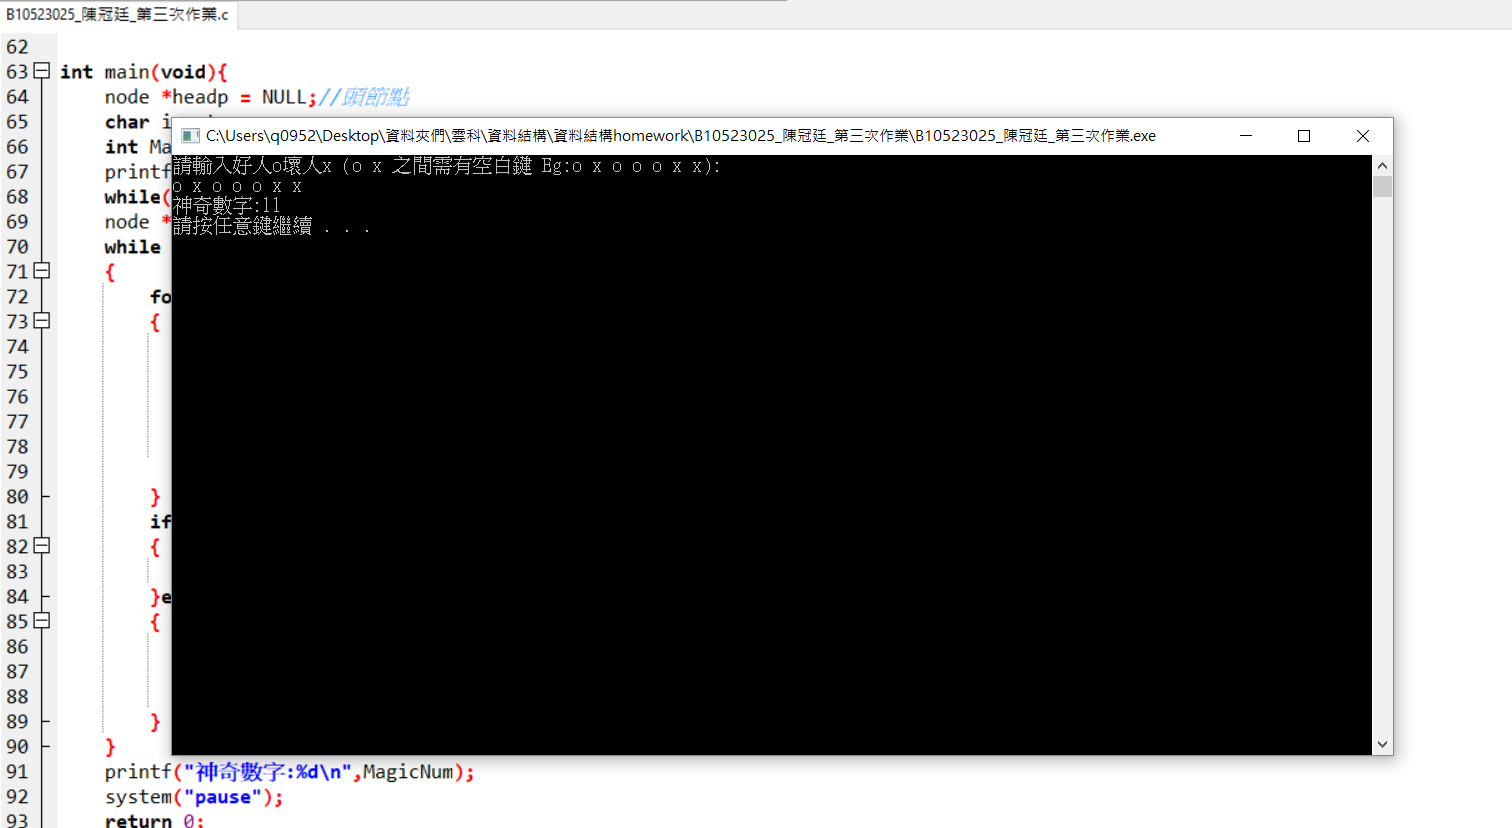 B10523025_陳冠廷_第三次作業.c
62
63 int main(void){
64 node *headp = NULL;//頭節點
65 char i
66 int Ma
67 printf
68 while(
69 node *
70 while
71 {
72 fo
73 {
74
75
76
77
78
79
80 }
81 if
82 {
83
84 }e
85 {
86
87
88
89 }
90 }
91 printf("神奇數字:%d\n",MagicNum);
92 system("pause");
93 return 0;
C:\Users\q0952\Desktop\資料夾們\雲科\資料結構\資料結構homework\B10523025_陳冠廷_第三次作業\B10523025_陳冠廷_第三次作業.exe
請輸入好人o壞人x (o x 之間需有空白鍵 Eg:o x o o o x x):
o x o o o x x
神奇數字:11
請按任意鍵繼續 . . .